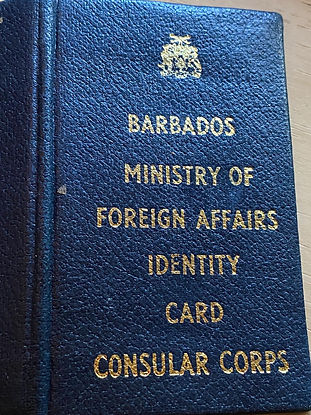 BARBADOS
MINISTRY OF
FOREIGN AFFAIRS
IDENTITY
CARD
CONSULAR CORPS